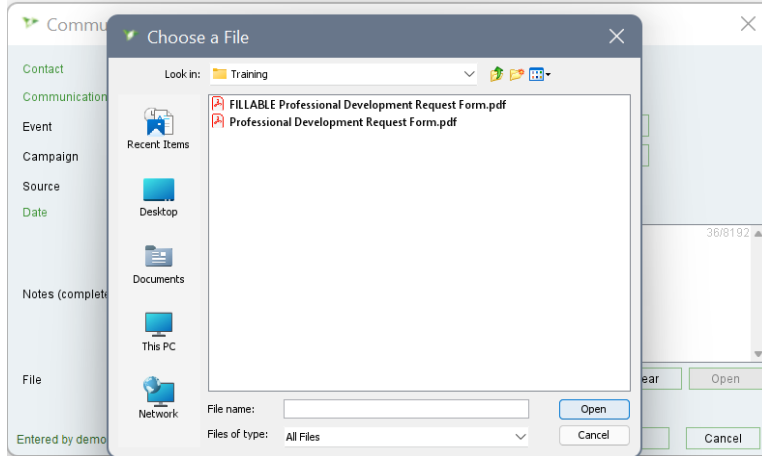 Commu
Choose a File
Contact
Communication
Event
Campaign
Source
Date
Notes (complete
File
Entered by demo
Look in:
Training
Recent Items
Desktop
Documents
This PC
Network
FILLABLE Professional Development Request Form.pdf
Professional Development Request Form.pdf
File name:
Open
Files of type:
All Files
Cancel
36/8192
ear
Open
Cancel